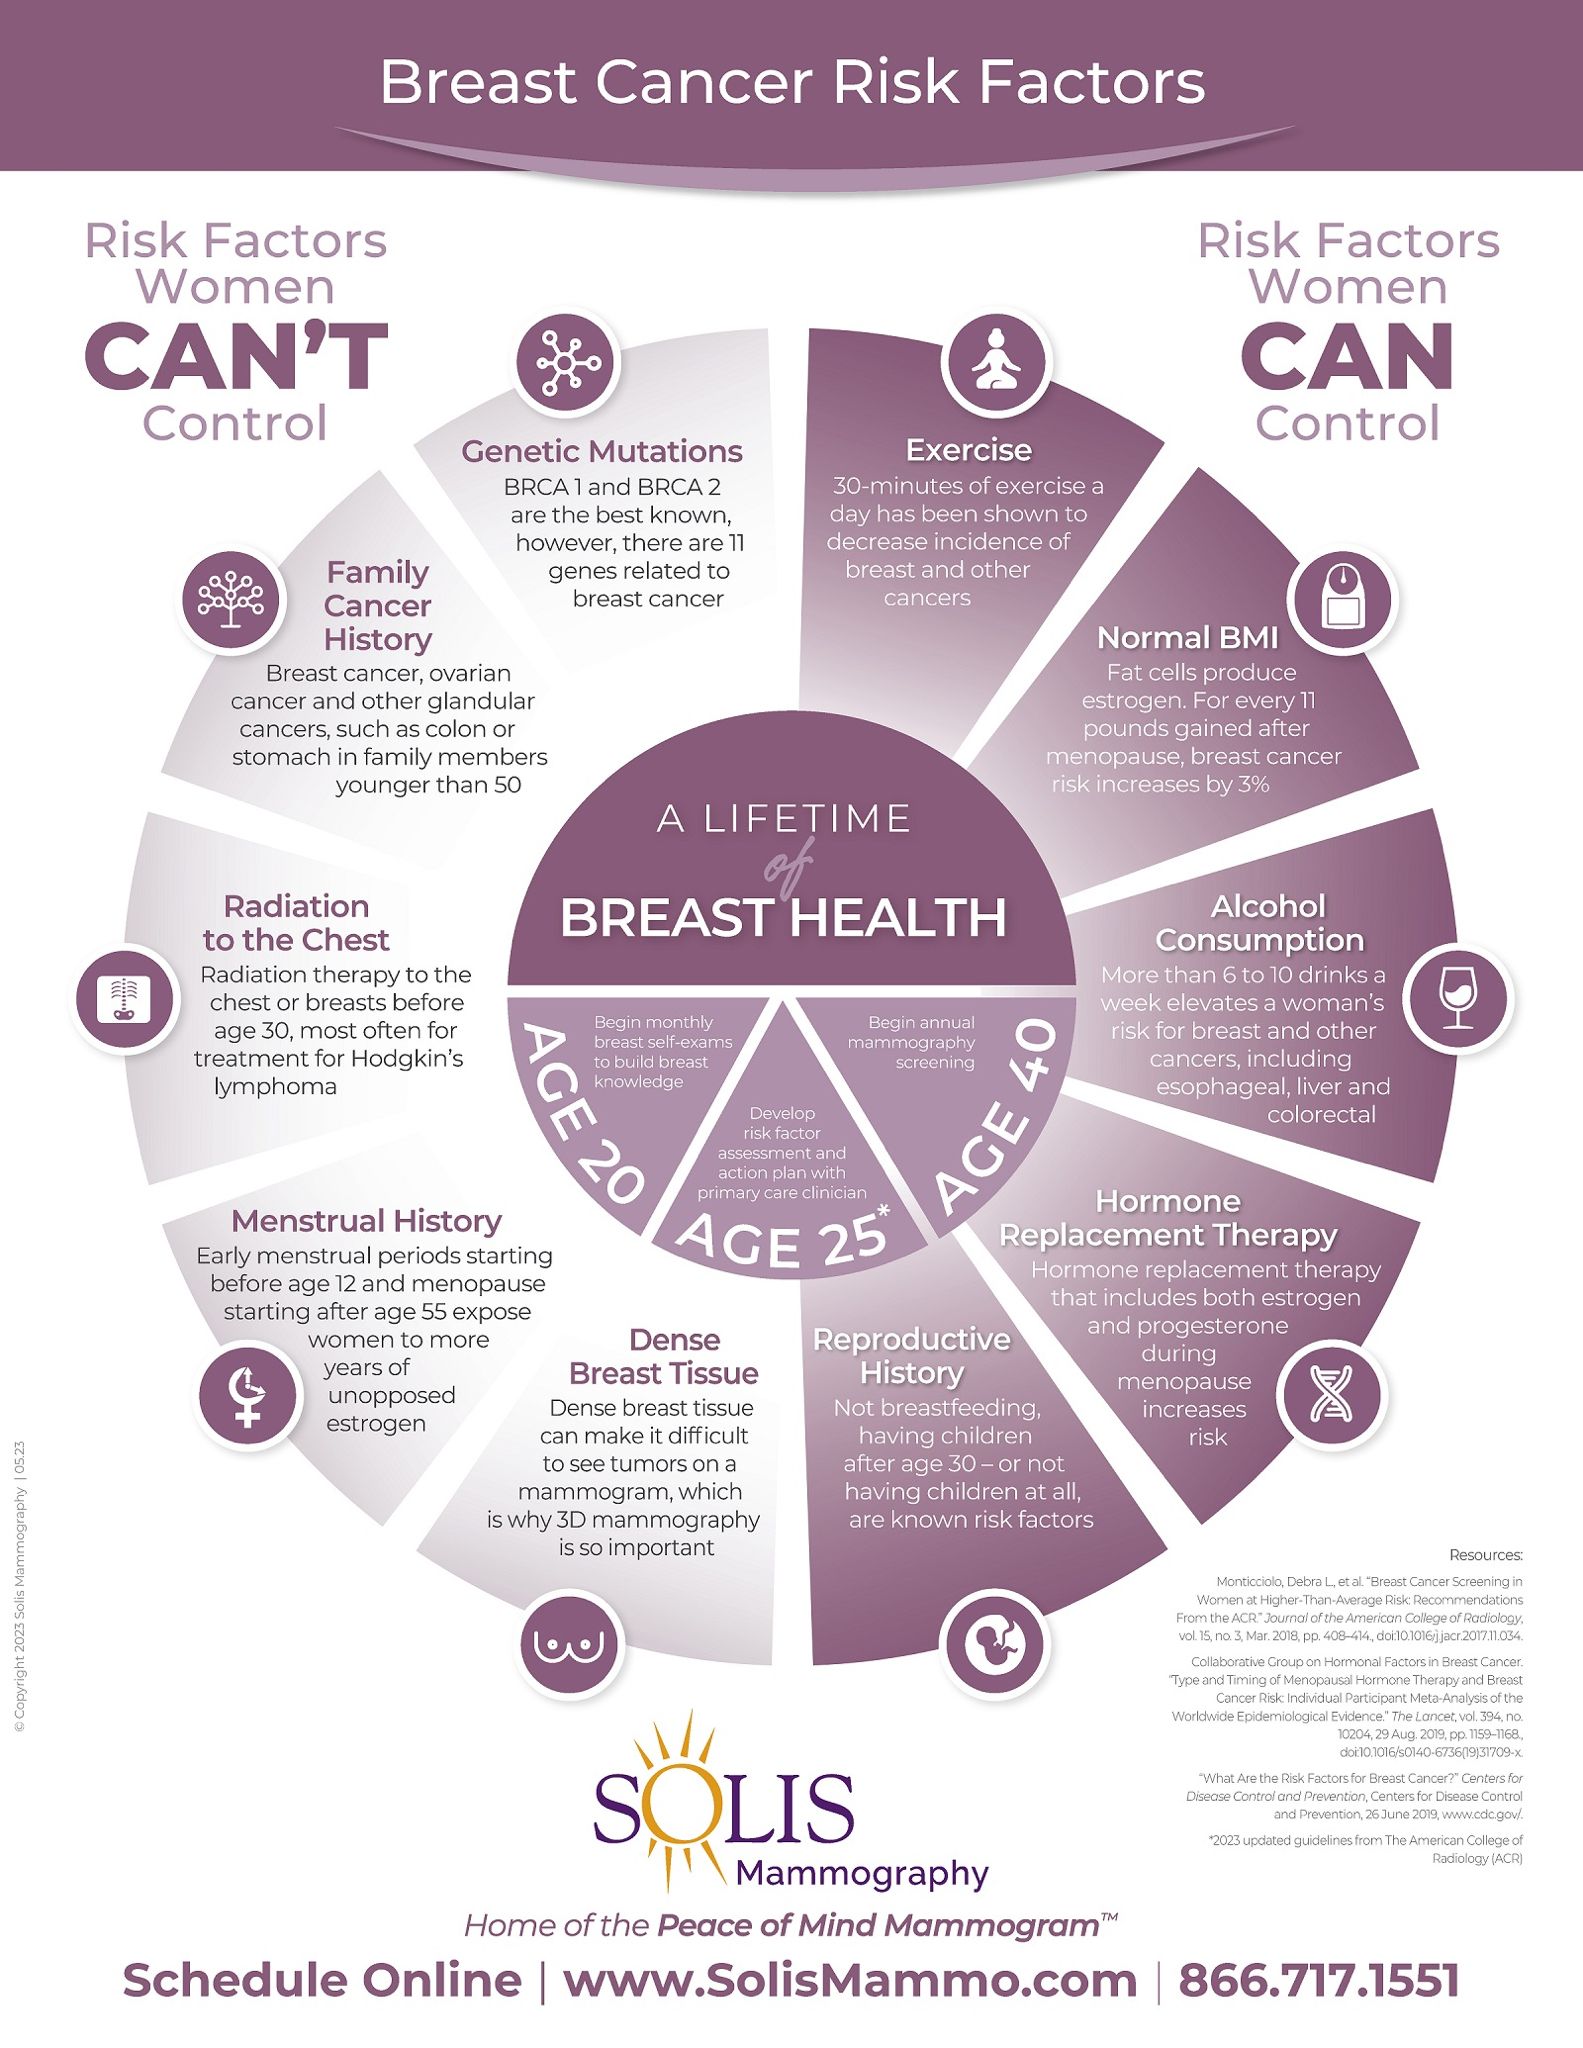 Breast Cancer Risk Factors
Risk Factors
Women
CAN'T
Control
Risk Factors
Women
CAN
Control
Genetic Mutations
BRCA 1 and BRCA 2
are the best known,
however, there are 11
genes related to
breast cancer
Family
Cancer
History
Breast cancer, ovarian
cancer and other glandular
cancers, such as colon or
stomach in family members
younger than 50
Radiation
to the Chest
Radiation therapy to the
chest or breasts before
age 30, most often for
treatment for Hodgkin's
lymphoma
Menstrual History
Early menstrual periods starting
before age 12 and menopause
starting after age 55 expose
women to more
years of
unopposed
estrogen
Dense
Breast Tissue
Dense breast tissue
can make it difficult
to see tumors on a
mammogram, which
is why 3D mammography
is so important
Exercise
30-minutes of exercise a
day has been shown to
decrease incidence of
breast and other
cancers
Normal BMI
Fat cells produce
estrogen. For every 11
pounds gained after
menopause, breast cancer
risk increases by 3%
Alcohol
Consumption
More than 6 to 10 drinks a
week elevates a woman's
risk for breast and other
cancers, including
esophageal, liver and
colorectal
Hormone
Replacement Therapy
Hormone replacement therapy
that includes both estrogen
and progesterone
during
menopause
increases
risk
Reproductive
History
Not breastfeeding,
having children
after age 30 – or not
having children at all,
are known risk factors
A LIFETIME
of
BREAST HEALTH
Begin monthly
breast self-exams
to build breast
knowledge
AGE 20
Develop
risk factor
assessment and
action plan with
primary care clinician
AGE 25*
Begin annual
mammography
screening
AGE 40
Resources:
Monticciolo, Debra L., et al. "Breast Cancer Screening in
Women at Higher-Than-Average Risk: Recommendations
From the ACR." Journal of the American College of Radiology,
vol. 15, no. 3, Mar. 2018, pp. 408–414., doi:10.1016/j.jacr.2017.11.034.
Collaborative Group on Hormonal Factors in Breast Cancer.
"Type and Timing of Menopausal Hormone Therapy and Breast
Cancer Risk: Individual Participant Meta-Analysis of the
Worldwide Epidemiological Evidence." The Lancet, vol. 394, no.
10204, 29 Aug. 2019, pp. 1159–1168.,
doi:10.1016/s0140-6736(19)31709-x.
"What Are the Risk Factors for Breast Cancer?" Centers for
Disease Control and Prevention, Centers for Disease Control
and Prevention, 26 June 2019, www.cdc.gov/.
*2023 updated guidelines from The American College of
Radiology (ACR)
© Copyright 2023 Solis Mammography | 05.23
SOLIS
Mammography
Home of the Peace of Mind Mammogram™
Schedule Online | www.SolisMammo.com | 866.717.1551